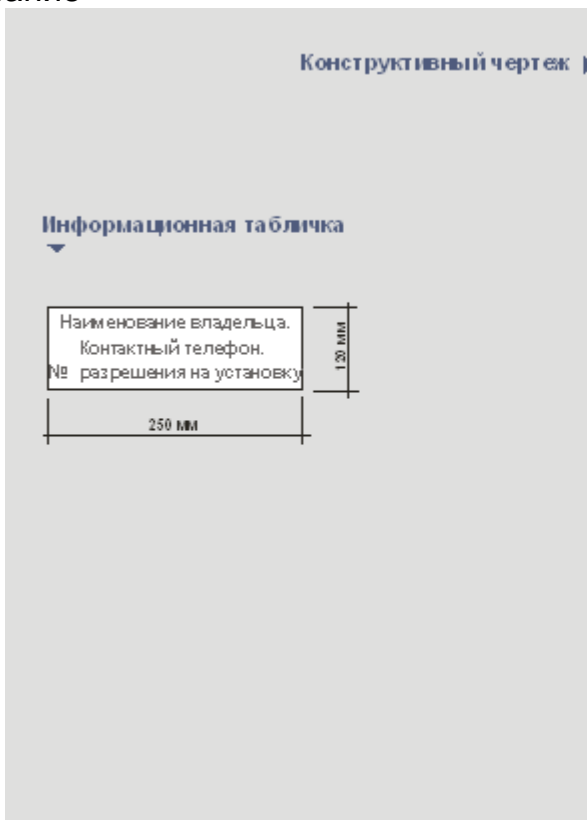 Конструктивный чертеж
Информационная табличка
Наименование владельца.
Контактный телефон.
№ разрешения на установку
120 мм
250 мм